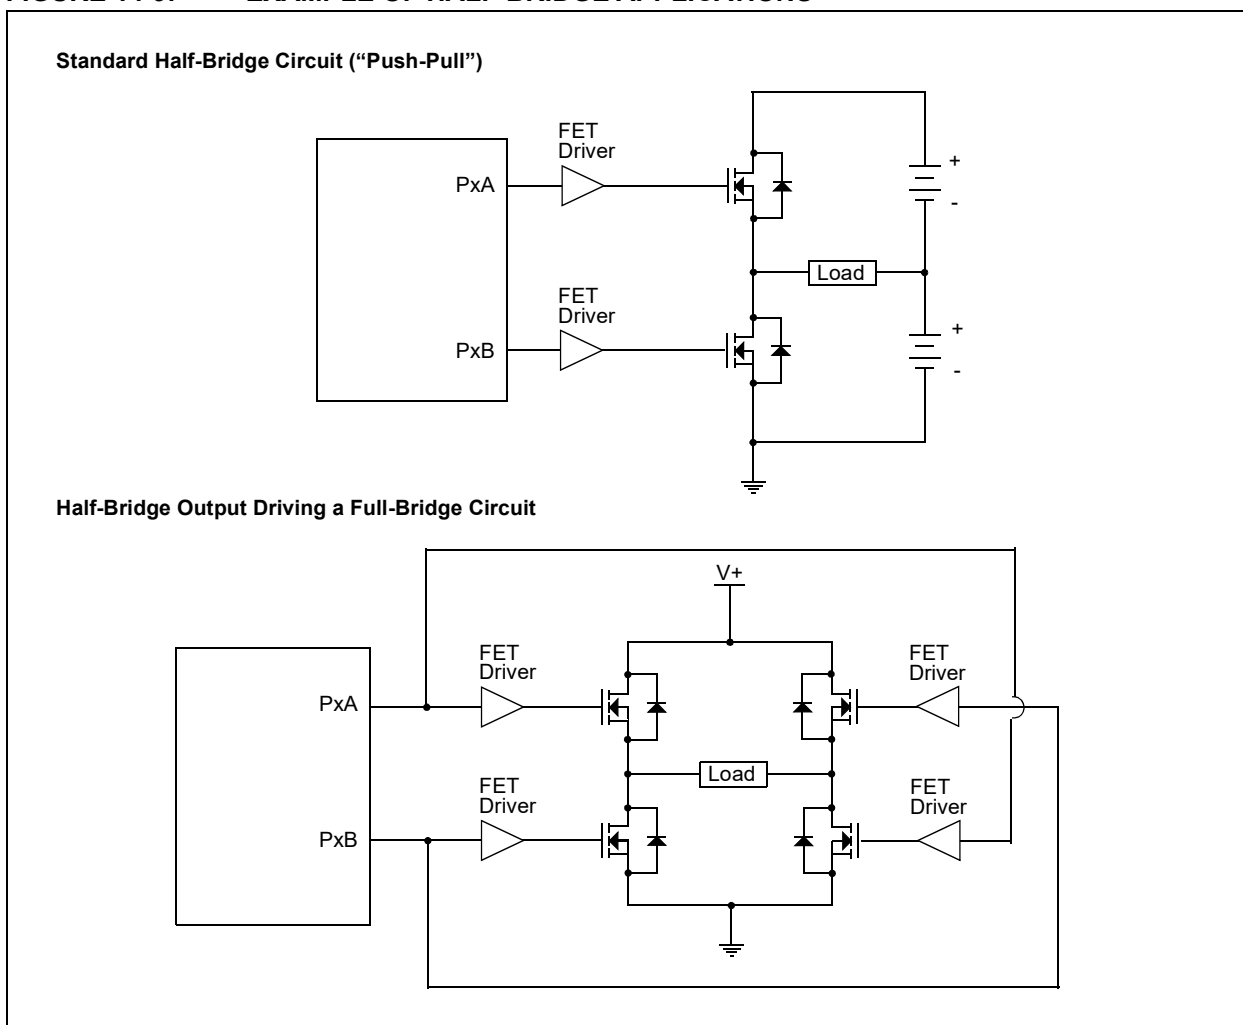 Standard Half-Bridge Circuit (“Push-Pull”)
FET
Driver
PxA
+
-
Load
FET
Driver
PxB
+
-
Half-Bridge Output Driving a Full-Bridge Circuit
V+
FET
Driver
FET
Driver
PxA
Load
FET
Driver
FET
Driver
PxB